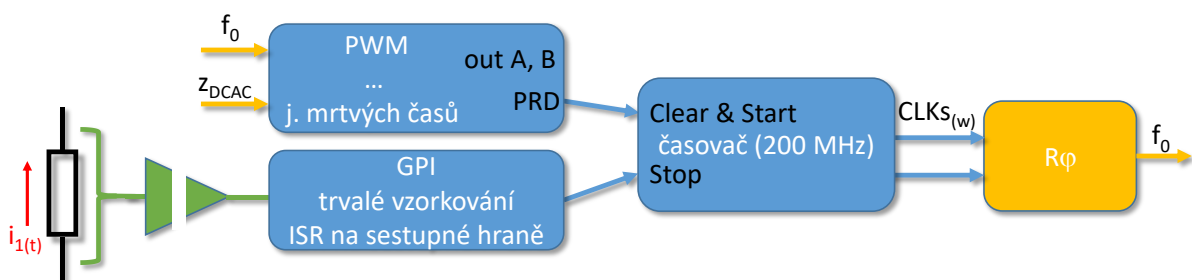 f0
zDCAC
PWM
...
j. mrtvých časů
out A, B
PRD
i1(t)
GPI
trvalé vzorkování
ISR na sestupné hraně
Clear & Start
časovač (200 MHz)
Stop
CLKs(w)
Rφ
f0